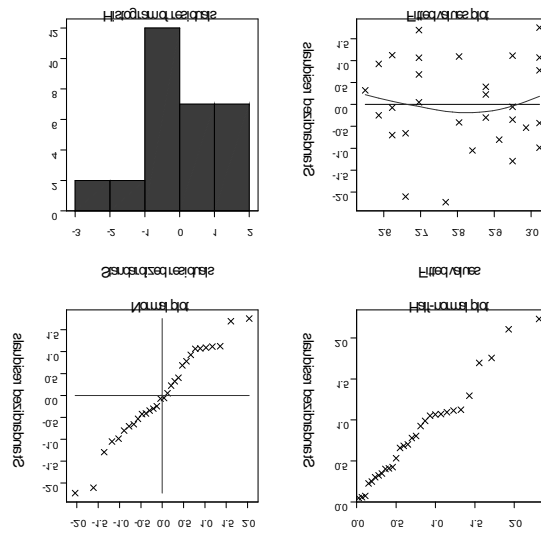 Histogram of residuals
12
10
8
6
4
2
0
-3 -2 -1 0 1 2
Fitted values plot
Standardized residuals
1.5
1.0
0.5
0.0
-0.5
-1.0
-1.5
-2.0
2.6 2.7 2.8 2.9 3.0
Standardized residuals
Fitted values
Normal plot
Standardized residuals
1.5
1.0
0.5
0.0
-0.5
-1.0
-1.5
-2.0
-2.0 -1.5 -1.0 -0.5 0.0 0.5 1.0 1.5 2.0
Half-normal plot
Standardized residuals
2.0
1.5
1.0
0.5
0.0
0.0 0.5 1.0 1.5 2.0